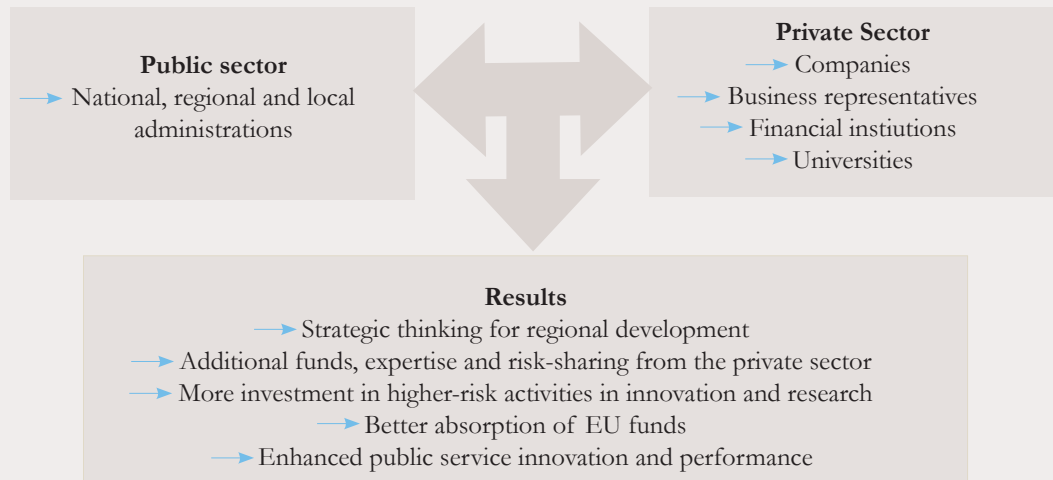 Public sector
National, regional and local
administrations
Private Sector
Companies
Business representatives
Financial instiutions
Universities
Results
Strategic thinking for regional development
Additional funds, expertise and risk-sharing from the private sector
More investment in higher-risk activities in innovation and research
Better absorption of EU funds
Enhanced public service innovation and performance